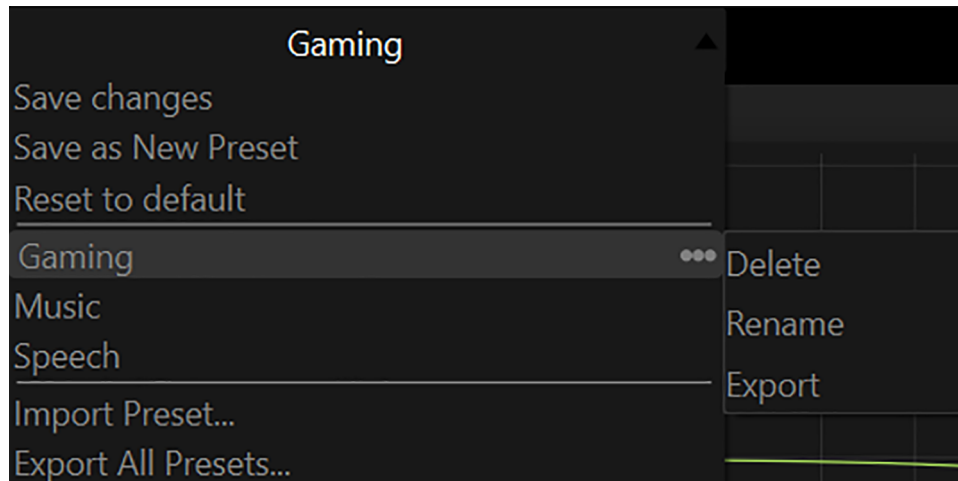 Gaming
Save changes
Save as New Preset
Reset to default
Gaming
Delete
Music
Rename
Speech
Export
Import Preset...
Export All Presets...